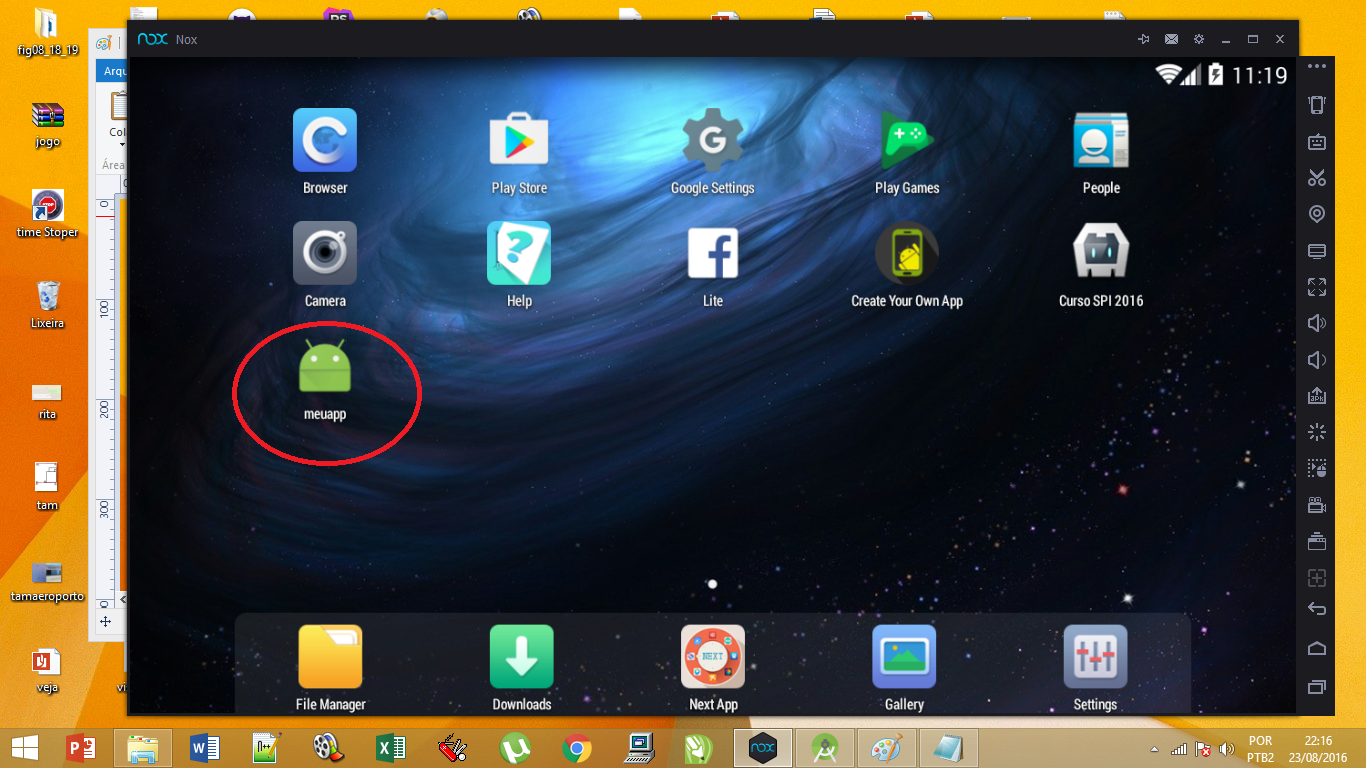 fig08_18_19
jogo
time Stoper
Lixeira
rita
tam
tamaeroporto
veja
Arqu
Col
Área
0
100
200
300
nox Nox
11:19
Browser
Play Store
Google Settings
Play Games
People
Camera
Help
Lite
Create Your Own App
Curso SPI 2016
meuapp
File Manager
Downloads
NEXT
Next App
Gallery
Settings
nox
POR
PTB2
22:16
23/08/2016